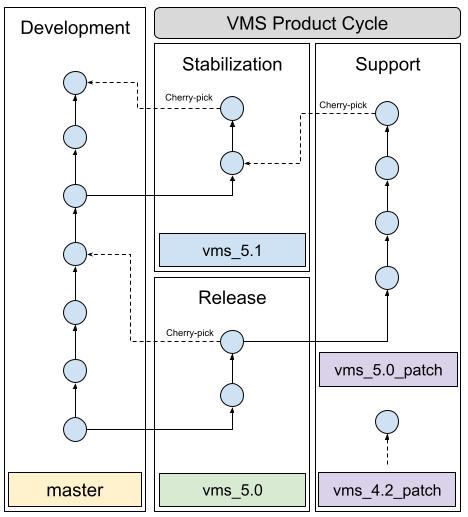 Development
VMS Product Cycle
Stabilization
Support
Cherry-pick
Cherry-pick
vms_5.1
Release
Cherry-pick
vms_5.0_patch
master
vms_5.0
vms_4.2_patch